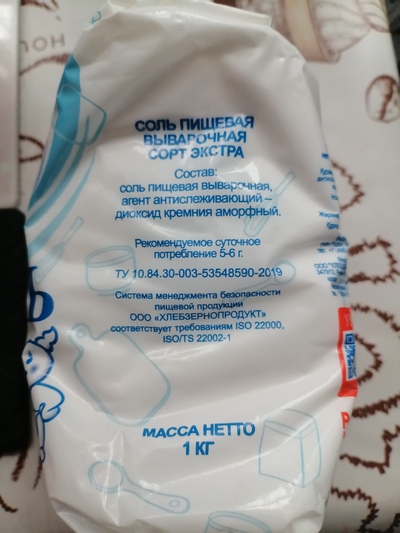 СОЛЬ ПИЩЕВАЯ
ВЫВАРОЧНАЯ
СОРТ ЭКСТРА
Состав:
соль пищевая выварочная,
агент антислеживающий –
диоксид кремния аморфный.
Рекомендуемое суточное
потребление 5-6 г.
ТУ 10.84.30-003-53548590-2019
Система менеджмента безопасности
пищевой продукции
ООО «ХЛЕБЗЕРНОПРОДУКТ»
соответствует требованиям ISO 22000,
ISO/TS 22002-1
МАССА НЕТТО
1 КГ